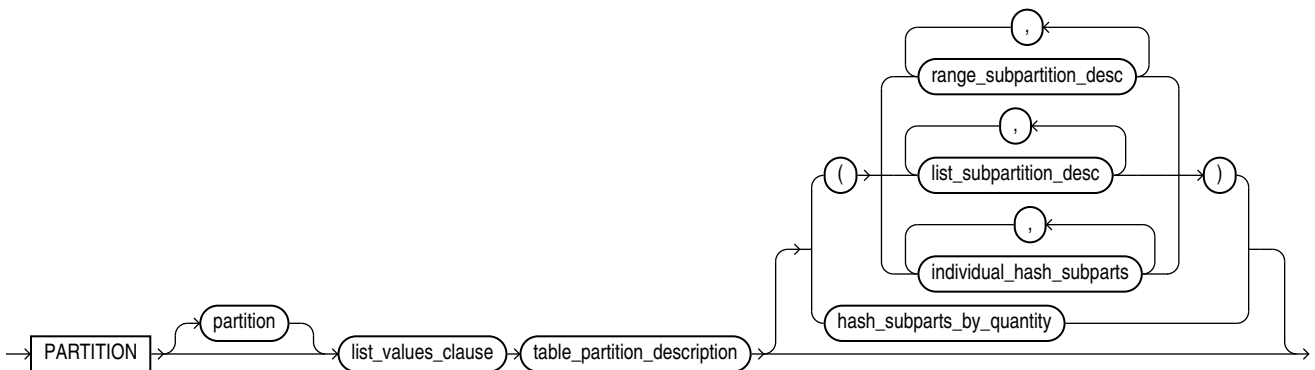 ,
range_subpartition_desc
,
( list_subpartition_desc )
,
individual_hash_subparts
partition hash_subparts_by_quantity
PARTITION list_values_clause table_partition_description